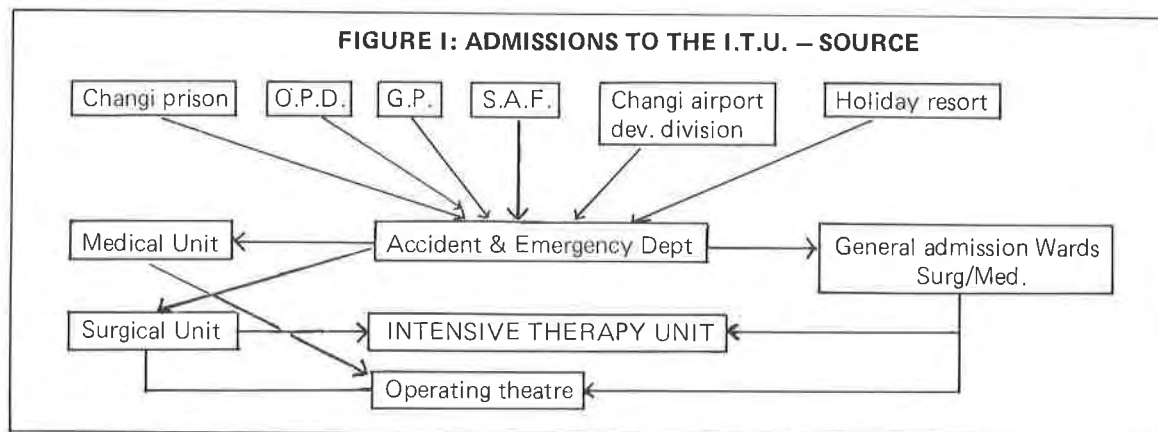 FIGURE I: ADMISSIONS TO THE I.T.U. – SOURCE
Changi prison
O.P.D.
G.P.
S.A.F.
Changi airport
dev. division
Holiday resort
Medical Unit
Accident & Emergency Dept
General admission Wards
Surg/Med.
Surgical Unit
INTENSIVE THERAPY UNIT
Operating theatre